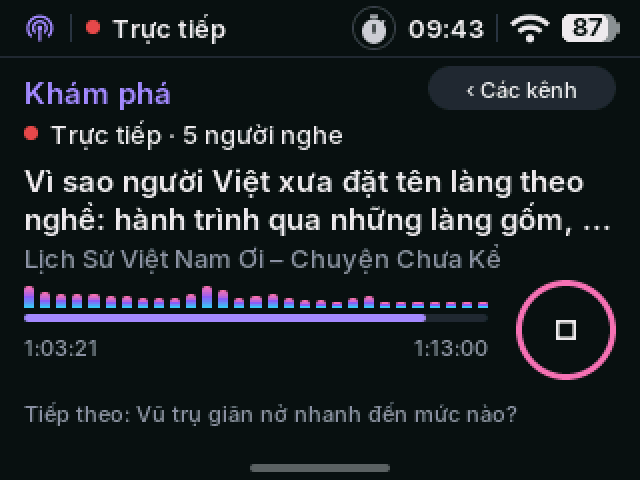 Trực tiếp
09:43
87
Khám phá
‹ Các kênh
Trực tiếp · 5 người nghe
Vì sao người Việt xưa đặt tên làng theo
nghề: hành trình qua những làng gốm, ...
Lịch Sử Việt Nam Ơi – Chuyện Chưa Kể
1:03:21
1:13:00
Tiếp theo: Vũ trụ giãn nở nhanh đến mức nào?